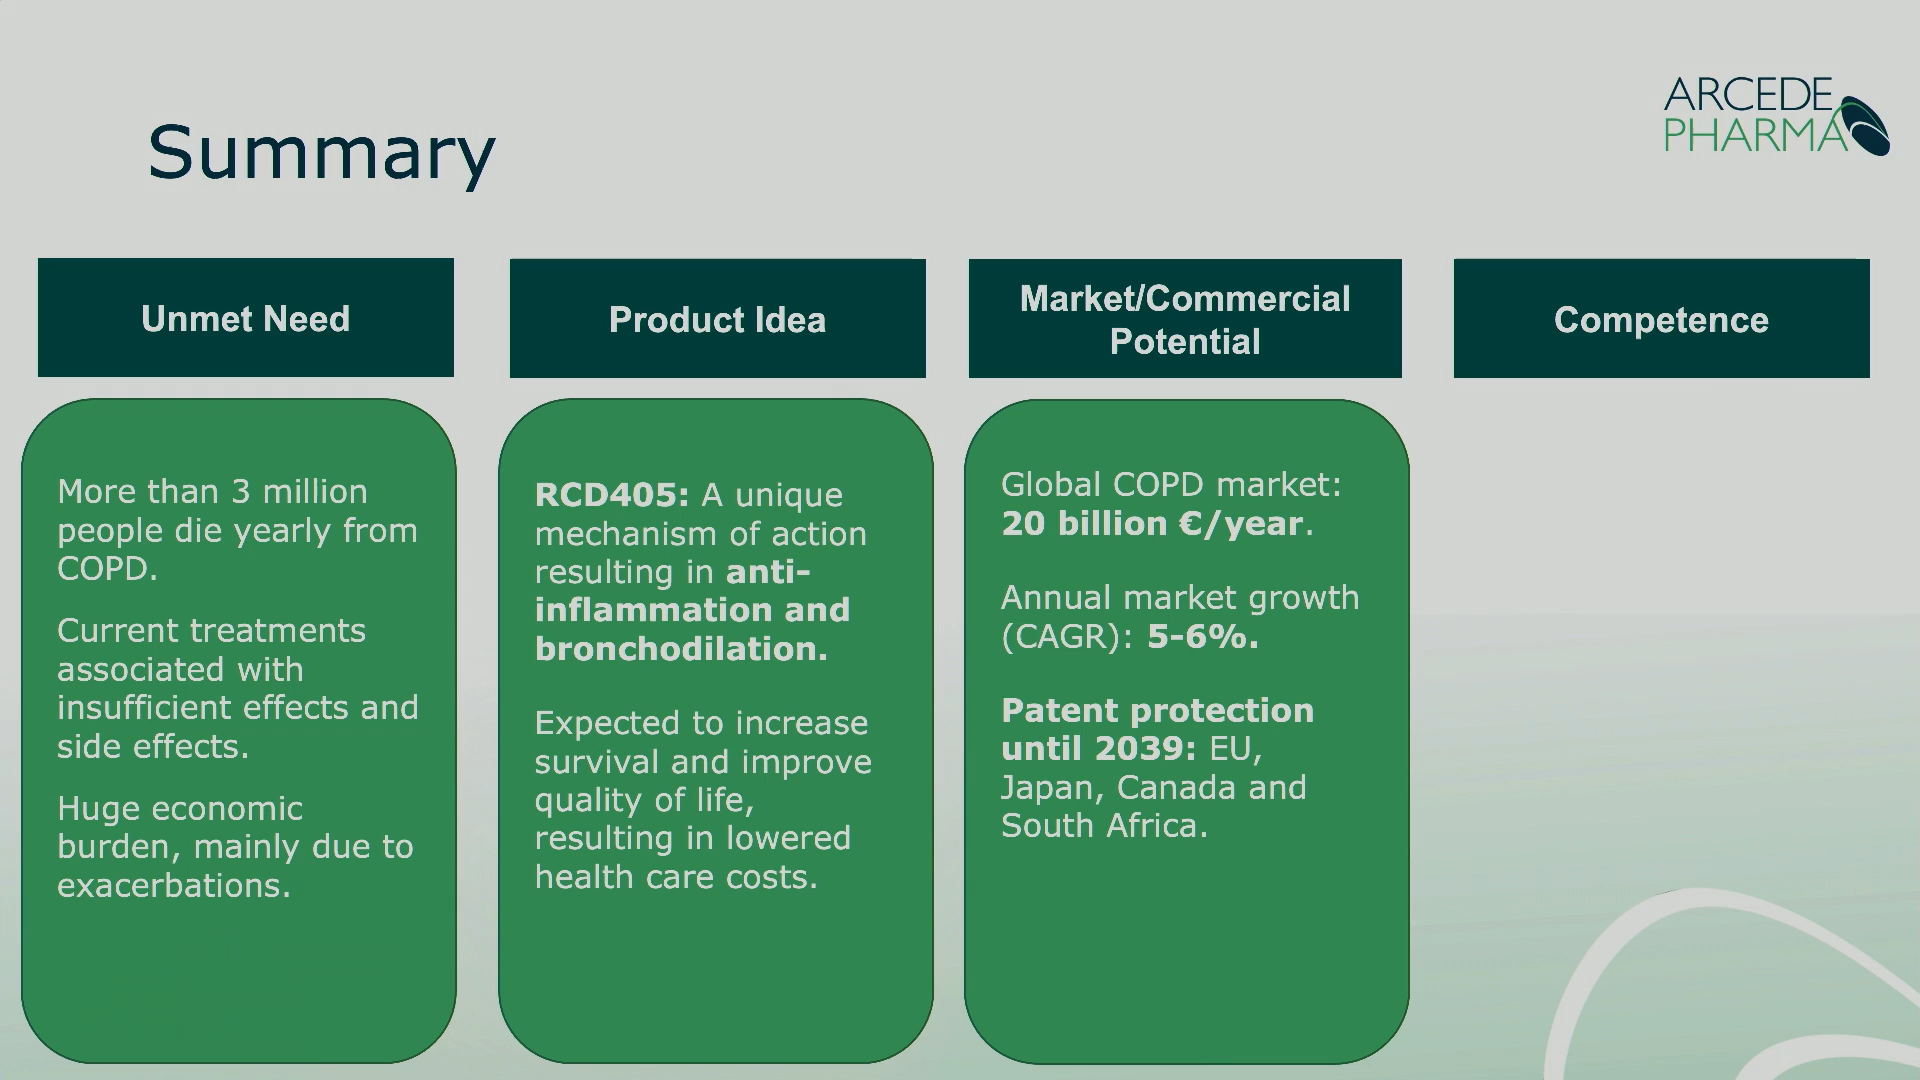 Summary
ARCEDE
PHARMA
Unmet Need
More than 3 million
people die yearly from
COPD.
Current treatments
associated with
insufficient effects and
side effects.
Huge economic
burden, mainly due to
exacerbations.
Product Idea
RCD405: A unique
mechanism of action
resulting in anti-
inflammation and
bronchodilation.
Expected to increase
survival and improve
quality of life,
resulting in lowered
health care costs.
Market/Commercial
Potential
Global COPD market:
20 billion €/year.
Annual market growth
(CAGR): 5-6%.
Patent protection
until 2039: EU,
Japan, Canada and
South Africa.
Competence